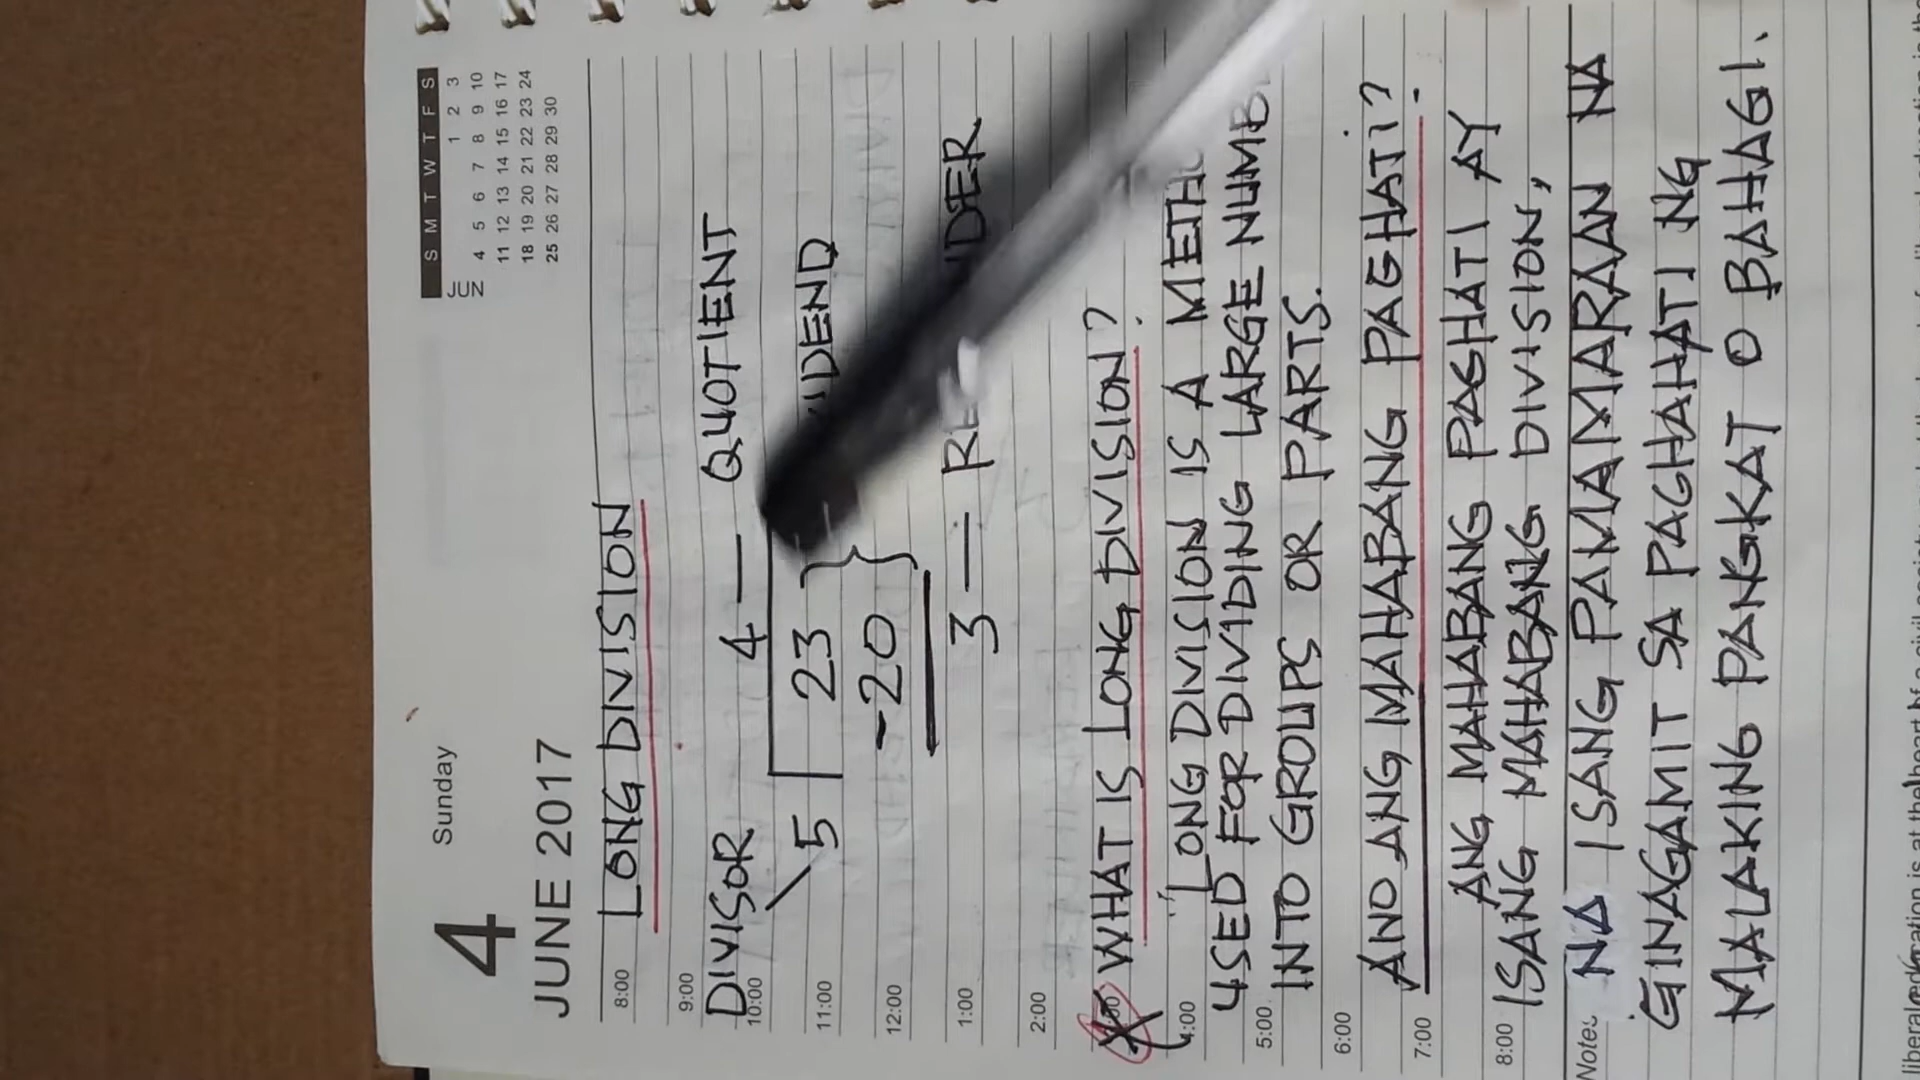 4 Sunday
JUNE 2017
S M T W T F S
JUN 1 2 3
4 5 6 7 8 9 10
11 12 13 14 15 16 17
18 19 20 21 22 23 24
25 26 27 28 29 30
8:00 LONG DIVISION
9:00
DIVISOR 4 — QUOTIENT
10:00
11:00 5 23
12:00 -20
1:00 3 —
2:00
WHAT IS LONG DIVISION?
4:00 LONG DIVISION IS A
USED FOR DIVIDING LARGE
5:00
INTO GROUPS OR PARTS.
6:00
ANO ANG MAHABANG PAGHATI?
7:00
ANG MAHABANG PAGHATI AY
8:00 ISANG MAHABANG DIVISION,
Notes NA ISANG PAMAMARAAN NA
GINAGAMIT SA PAGHAHATI NG
MALAKING PANGKAT O BAHAGI.